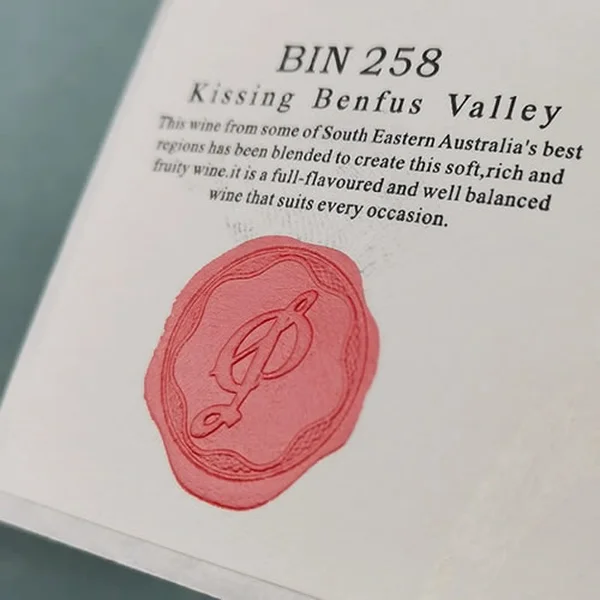 BIN 258
Kissing Benfus Valley
This wine from some of South Eastern Australia's best
regions has been blended to create this soft,rich and
fruity wine.it is a full-flavoured and well balanced
wine that suits every occasion.